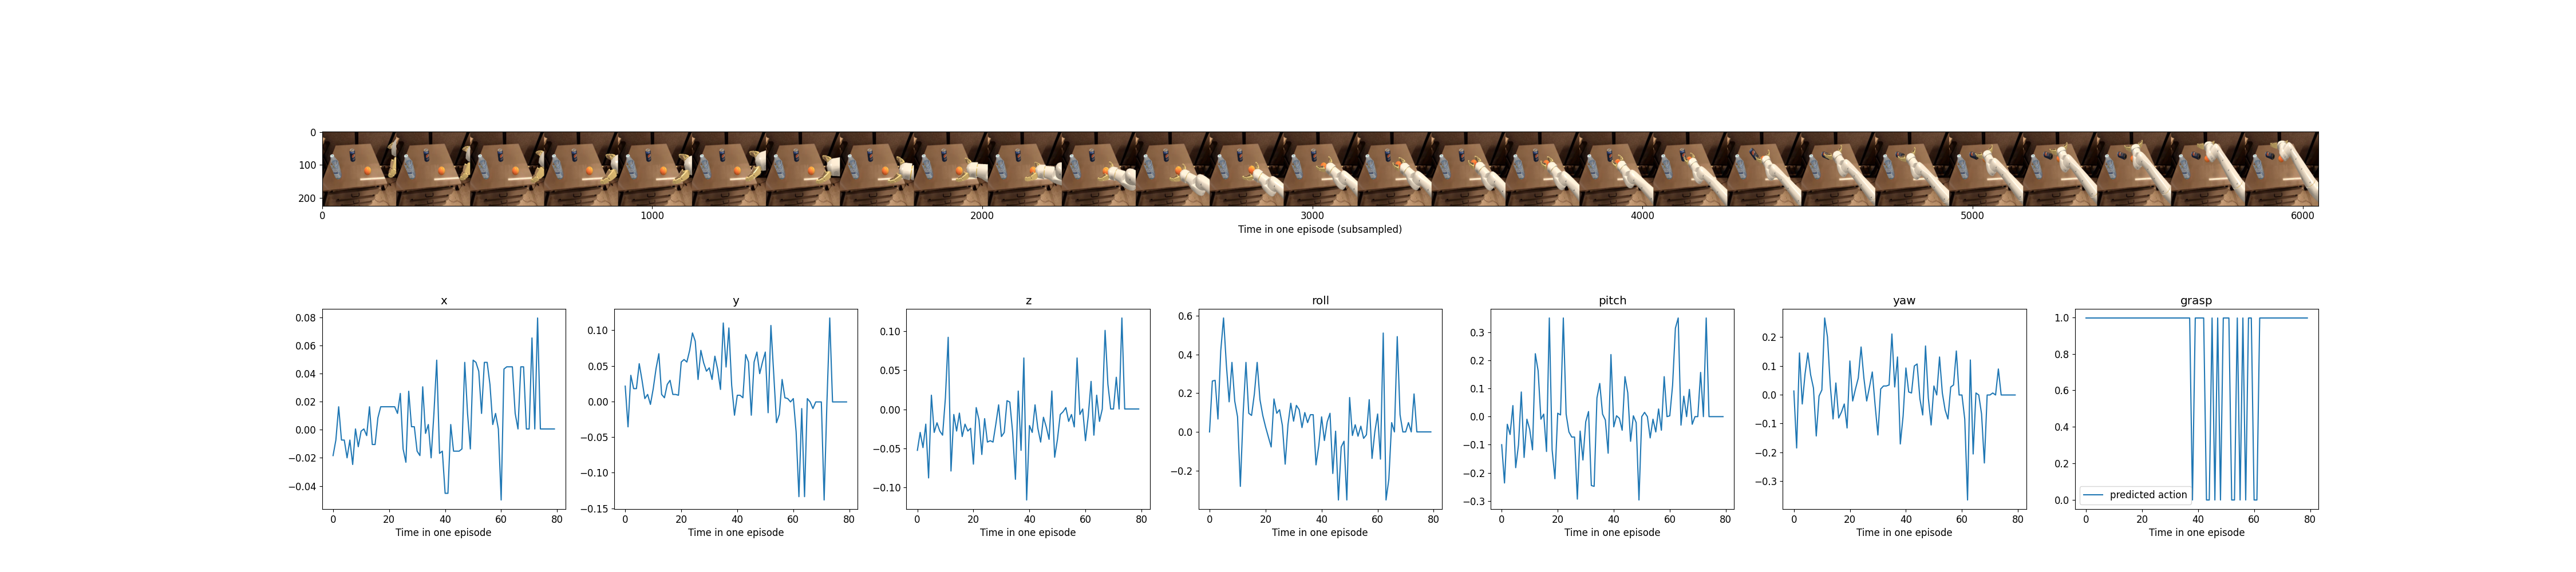 0
100
200
0 1000 2000 3000 4000 5000 6000
Time in one episode (subsampled)
x
0.08
0.06
0.04
0.02
0.00
−0.02
−0.04
0 20 40 60 80
Time in one episode
y
0.10
0.05
0.00
−0.05
−0.10
−0.15
0 20 40 60 80
Time in one episode
z
0.10
0.05
0.00
−0.05
−0.10
0 20 40 60 80
Time in one episode
roll
0.6
0.4
0.2
0.0
−0.2
0 20 40 60 80
Time in one episode
pitch
0.3
0.2
0.1
0.0
−0.1
−0.2
−0.3
0 20 40 60 80
Time in one episode
yaw
0.2
0.1
0.0
−0.1
−0.2
−0.3
0 20 40 60 80
Time in one episode
grasp
1.0
0.8
0.6
0.4
0.2
0.0
predicted action
0 20 40 60 80
Time in one episode